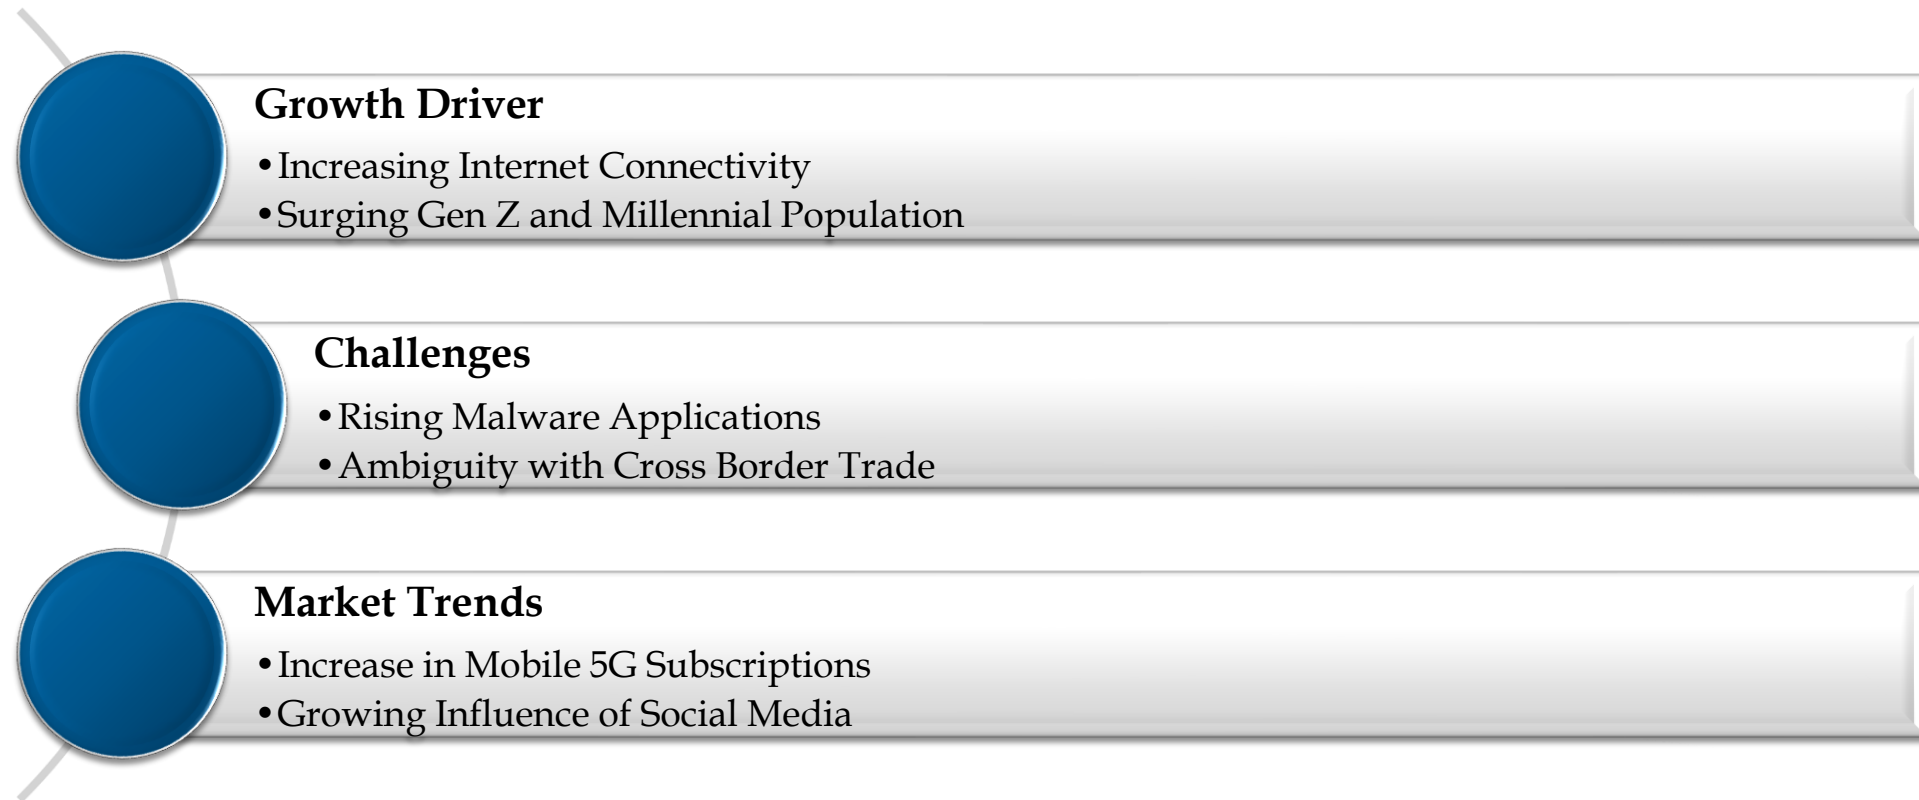 Growth Driver
•Increasing Internet Connectivity
•Surging Gen Z and Millennial Population
Challenges
•Rising Malware Applications
•Ambiguity with Cross Border Trade
Market Trends
•Increase in Mobile 5G Subscriptions
•Growing Influence of Social Media